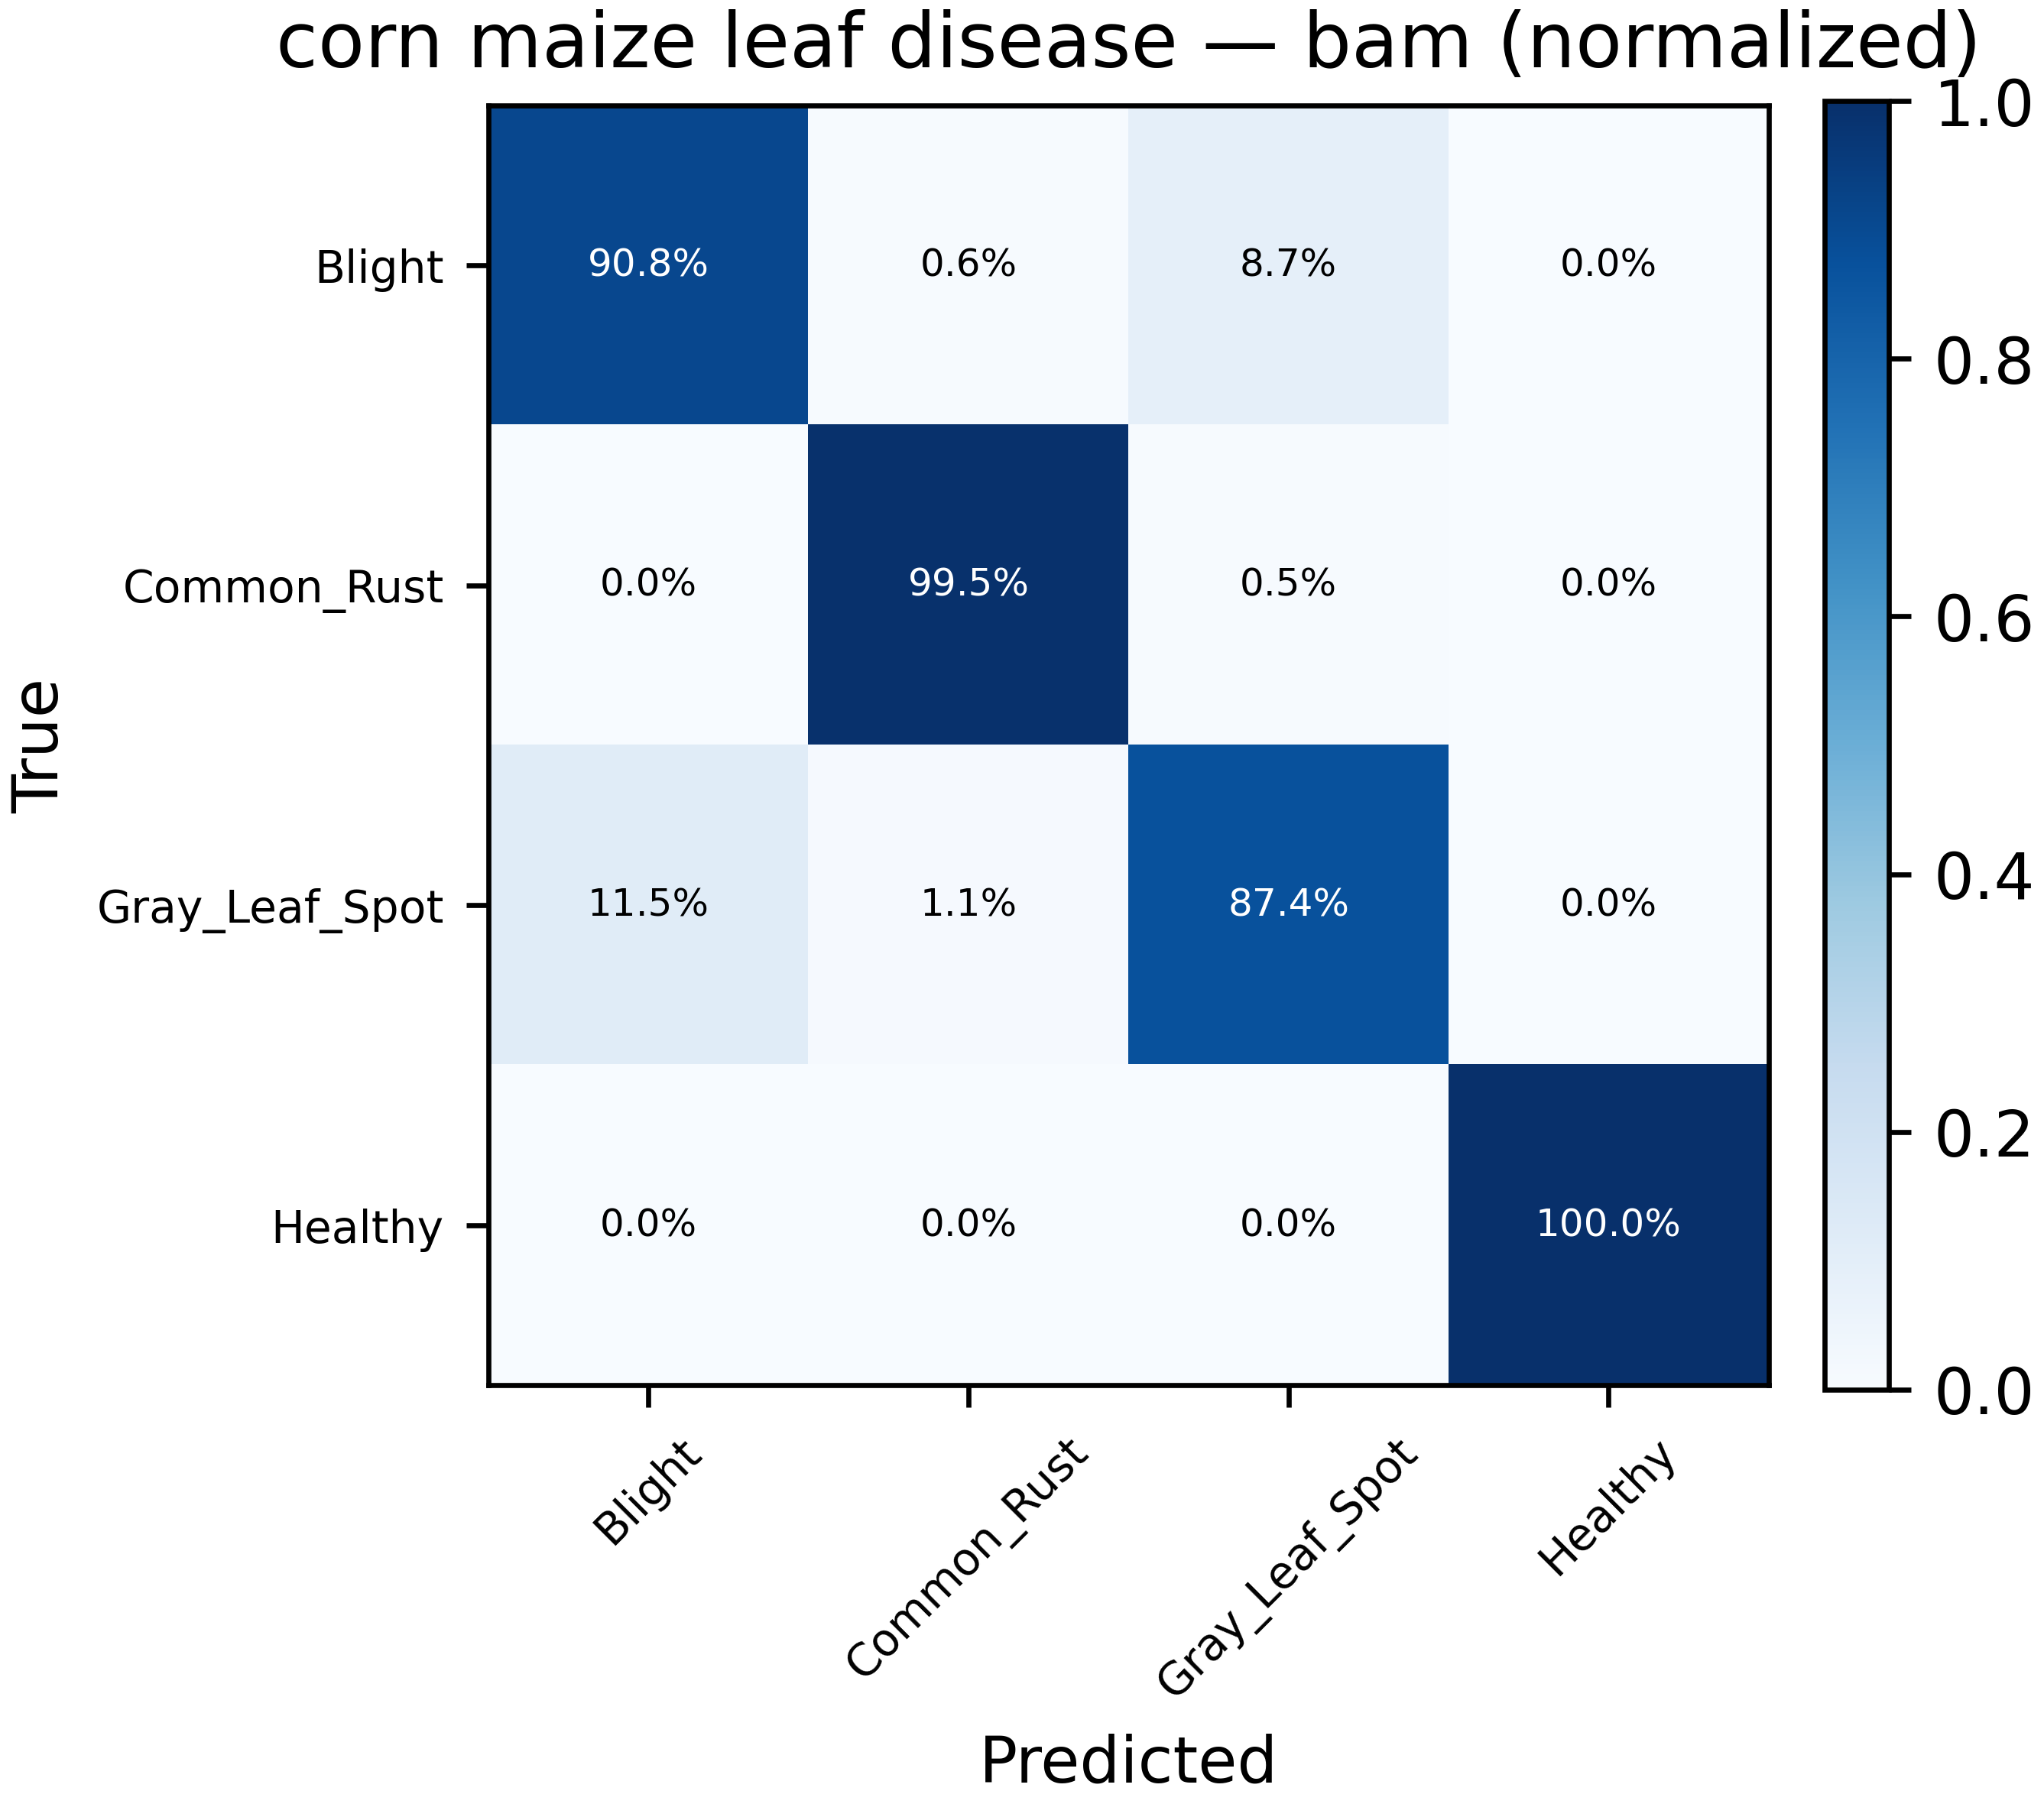 corn maize leaf disease — bam (normalized)
1.0
0.8
0.6
0.4
0.2
0.0
True
Blight 90.8% 0.6% 8.7% 0.0%
Common_Rust 0.0% 99.5% 0.5% 0.0%
Gray_Leaf_Spot 11.5% 1.1% 87.4% 0.0%
Healthy 0.0% 0.0% 0.0% 100.0%
Blight Common_Rust Gray_Leaf_Spot Healthy
Predicted